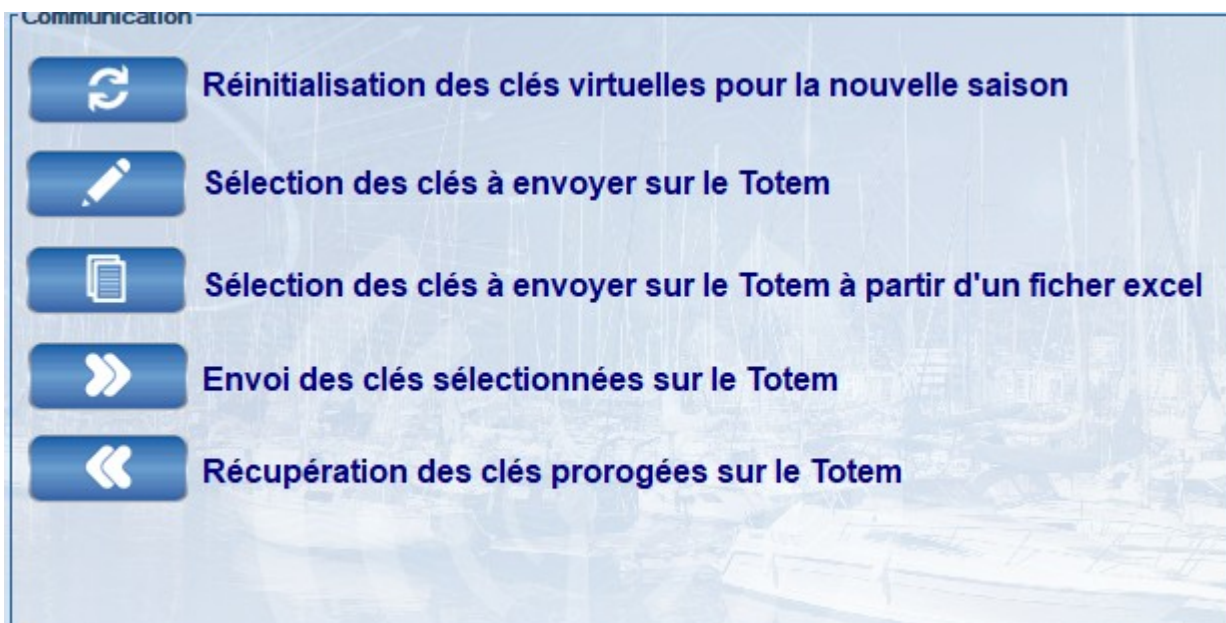 Communication
Réinitialisation des clés virtuelles pour la nouvelle saison
Sélection des clés à envoyer sur le Totem
Sélection des clés à envoyer sur le Totem à partir d'un ficher excel
Envoi des clés sélectionnées sur le Totem
Récupération des clés prorogées sur le Totem